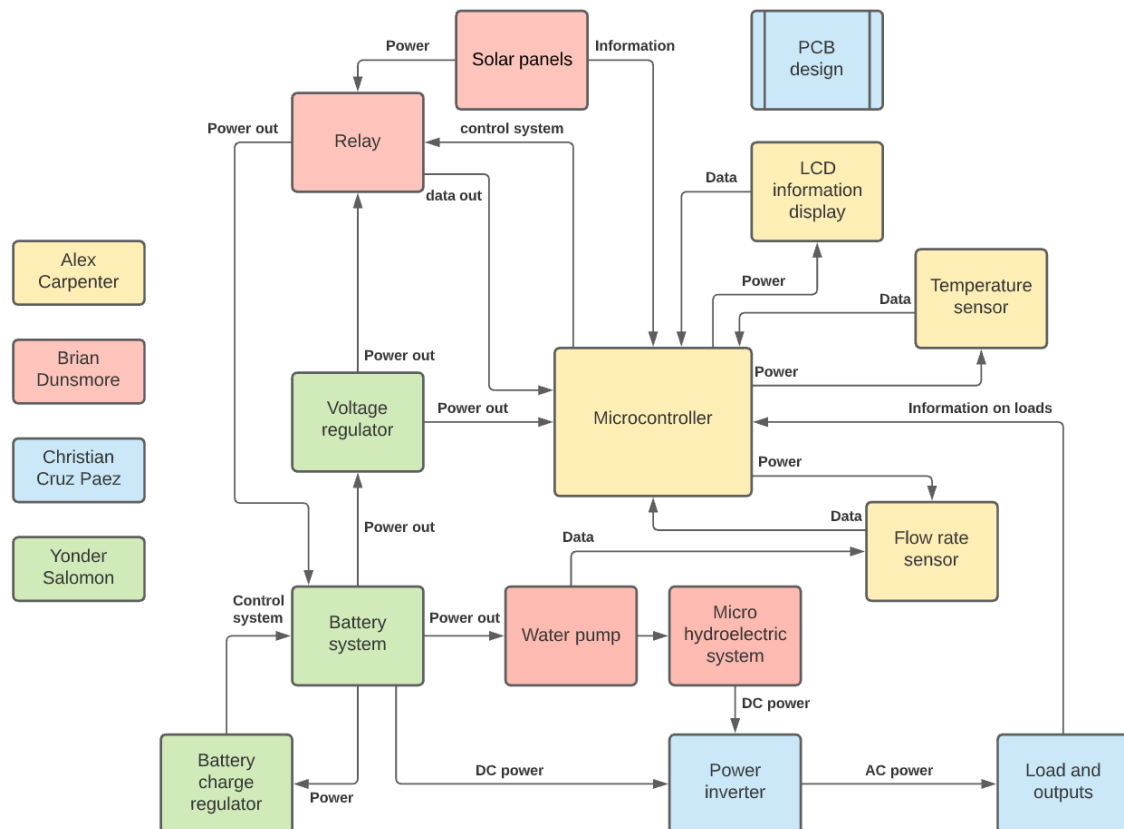 Power
Solar panels
Information
PCB
design
Relay
Power out
control system
data out
LCD
information
display
Data
Power
Alex
Carpenter
Temperature
sensor
Data
Power
Brian
Dunsmore
Power out
Voltage
regulator
Power out
Microcontroller
Information on loads
Christian
Cruz Paez
Power
Data
Flow rate
sensor
Power out
Data
Yonder
Salomon
Control
system
Battery
system
Power out
Water pump
Micro
hydroelectric
system
DC power
Battery
charge
regulator
Power
DC power
Power
inverter
AC power
Load and
outputs